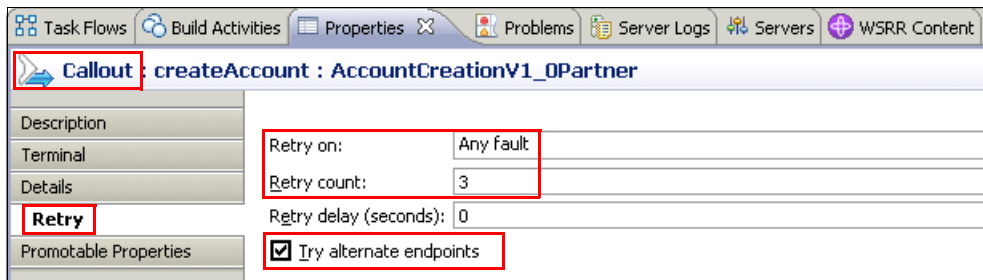 Task Flows Build Activities Properties Problems Server Logs Servers WSRR Content
Callout : createAccount : AccountCreationV1_0Partner
Description
Terminal
Details
Retry
Promotable Properties
Retry on: Any fault
Retry count: 3
Retry delay (seconds): 0
Try alternate endpoints